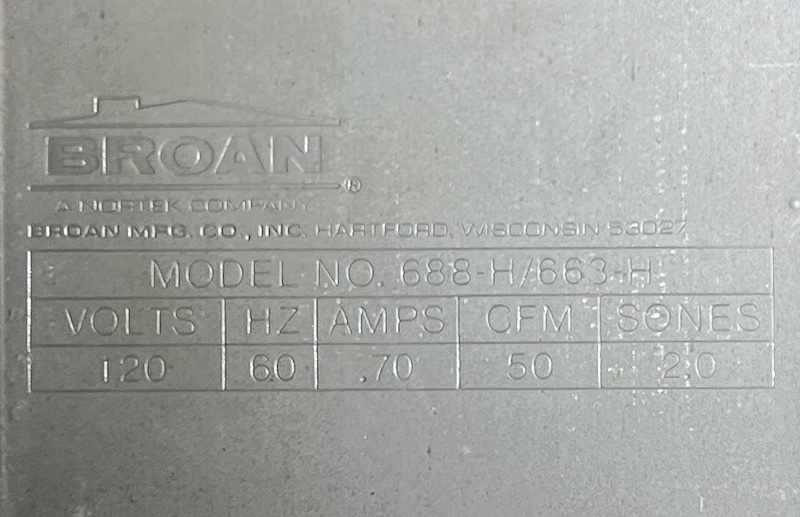 BROAN ®
A NORTEK COMPANY
BROAN MFG. CO., INC. HARTFORD, WISCONSIN 53027
MODEL NO. 688-H/663-H
VOLTS HZ AMPS CFM SONES
120 60 .70 50 2.0